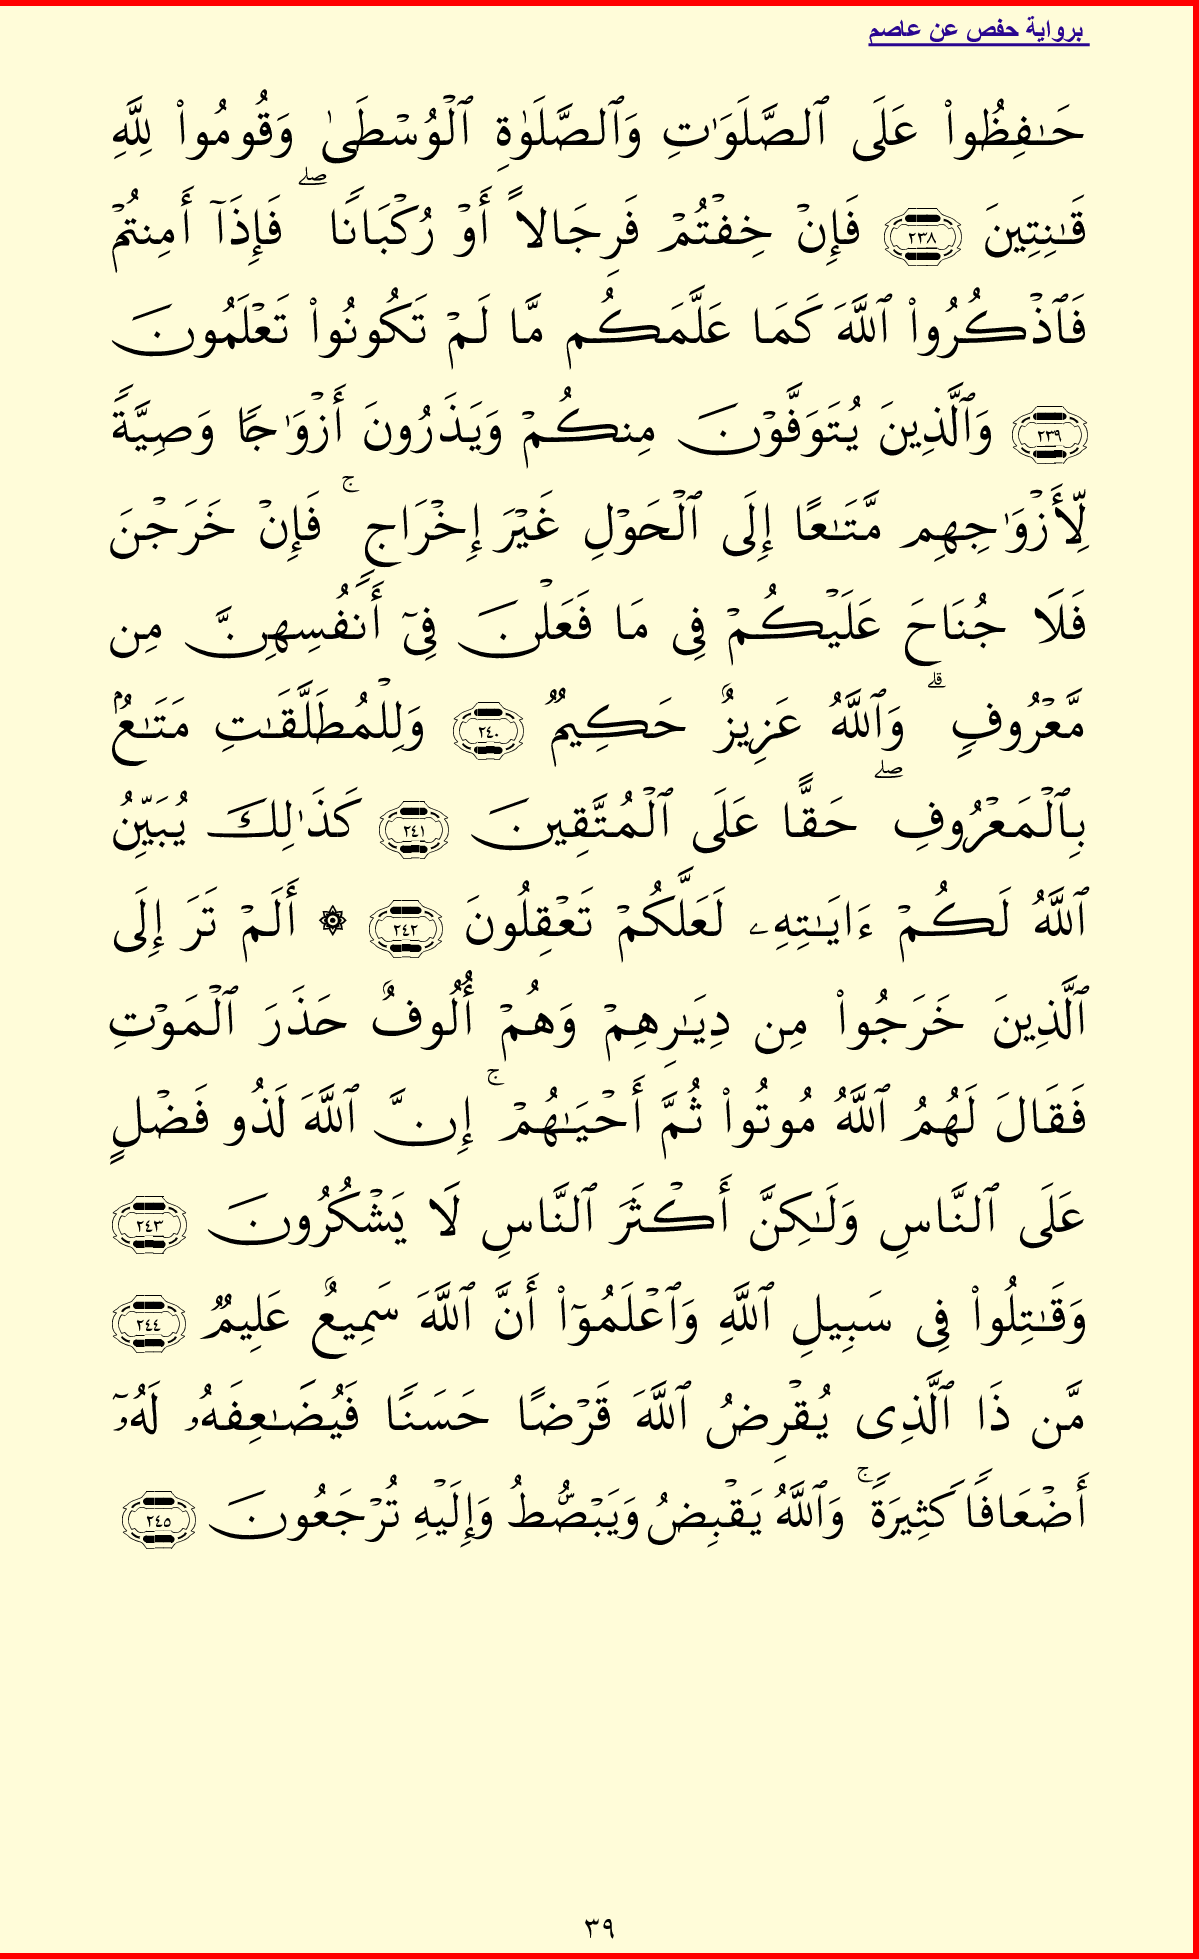 برواية حفص عن عاصم
حَـٰفِظُوا۟ عَلَى ٱلصَّلَوَٰتِ وَٱلصَّلَوٰةِ ٱلْوُسْطَىٰ وَقُومُوا۟ لِلَّهِ
قَـٰنِتِينَ ٢٣٨ فَإِنْ خِفْتُمْ فَرِجَالًا أَوْ رُكْبَانًا ۖ فَإِذَآ أَمِنتُمْ
فَٱذْكُرُوا۟ ٱللَّهَ كَمَا عَلَّمَكُم مَّا لَمْ تَكُونُوا۟ تَعْلَمُونَ
٢٣٩ وَٱلَّذِينَ يُتَوَفَّوْنَ مِنكُمْ وَيَذَرُونَ أَزْوَٰجًا وَصِيَّةً
لِّأَزْوَٰجِهِم مَّتَـٰعًا إِلَى ٱلْحَوْلِ غَيْرَ إِخْرَاجٍ ۚ فَإِنْ خَرَجْنَ
فَلَا جُنَاحَ عَلَيْكُمْ فِى مَا فَعَلْنَ فِىٓ أَنفُسِهِنَّ مِن
مَّعْرُوفٍ ۗ وَٱللَّهُ عَزِيزٌ حَكِيمٌ ٢٤٠ وَلِلْمُطَلَّقَـٰتِ مَتَـٰعٌۢ
بِٱلْمَعْرُوفِ ۖ حَقًّا عَلَى ٱلْمُتَّقِينَ ٢٤١ كَذَٰلِكَ يُبَيِّنُ
ٱللَّهُ لَكُمْ ءَايَـٰتِهِۦ لَعَلَّكُمْ تَعْقِلُونَ ٢٤٢ ۞ أَلَمْ تَرَ إِلَى
ٱلَّذِينَ خَرَجُوا۟ مِن دِيَـٰرِهِمْ وَهُمْ أُلُوفٌ حَذَرَ ٱلْمَوْتِ
فَقَالَ لَهُمُ ٱللَّهُ مُوتُوا۟ ثُمَّ أَحْيَـٰهُمْ ۚ إِنَّ ٱللَّهَ لَذُو فَضْلٍ
عَلَى ٱلنَّاسِ وَلَـٰكِنَّ أَكْثَرَ ٱلنَّاسِ لَا يَشْكُرُونَ ٢٤٣
وَقَـٰتِلُوا۟ فِى سَبِيلِ ٱللَّهِ وَٱعْلَمُوٓا۟ أَنَّ ٱللَّهَ سَمِيعٌ عَلِيمٌ ٢٤٤
مَّن ذَا ٱلَّذِى يُقْرِضُ ٱللَّهَ قَرْضًا حَسَنًا فَيُضَـٰعِفَهُۥ لَهُۥٓ
أَضْعَافًا كَثِيرَةً ۚ وَٱللَّهُ يَقْبِضُ وَيَبْصُۜطُ وَإِلَيْهِ تُرْجَعُونَ ٢٤٥
٣٩